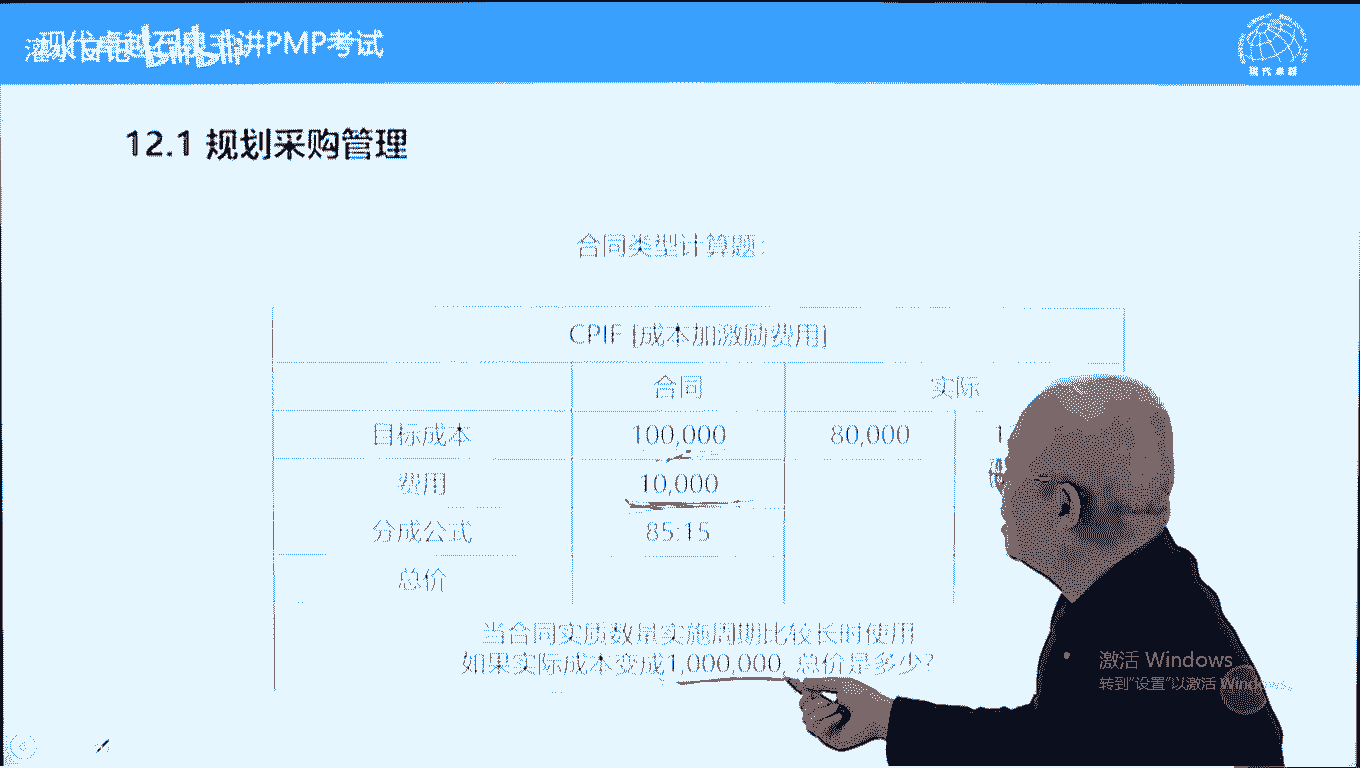 讲PMP考试
现代卓越
12.1 规划采购管理
合同类型计算题:
CPIF [成本加激励费用]
合同 实际
目标成本 100,000 80,000 1
费用 10,000
分成公式 85:15
总价
当合同实质数量实施周期比较长时使用
如果实际成本变成1,000,000, 总价是多少?
激活 Windows
转到"设置"以激活 Windows。